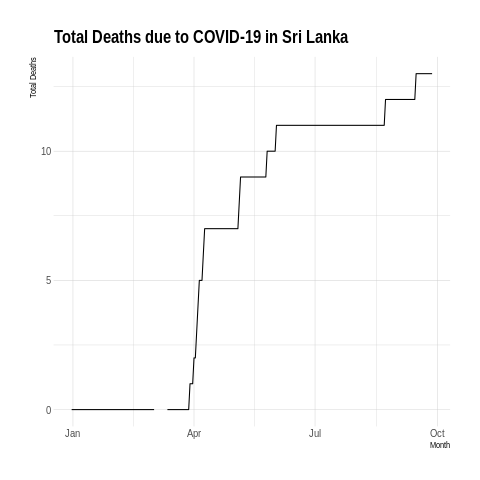 Total Deaths due to COVID-19 in Sri Lanka
Total Deaths
10
5
0
Jan Apr Jul Oct
Month